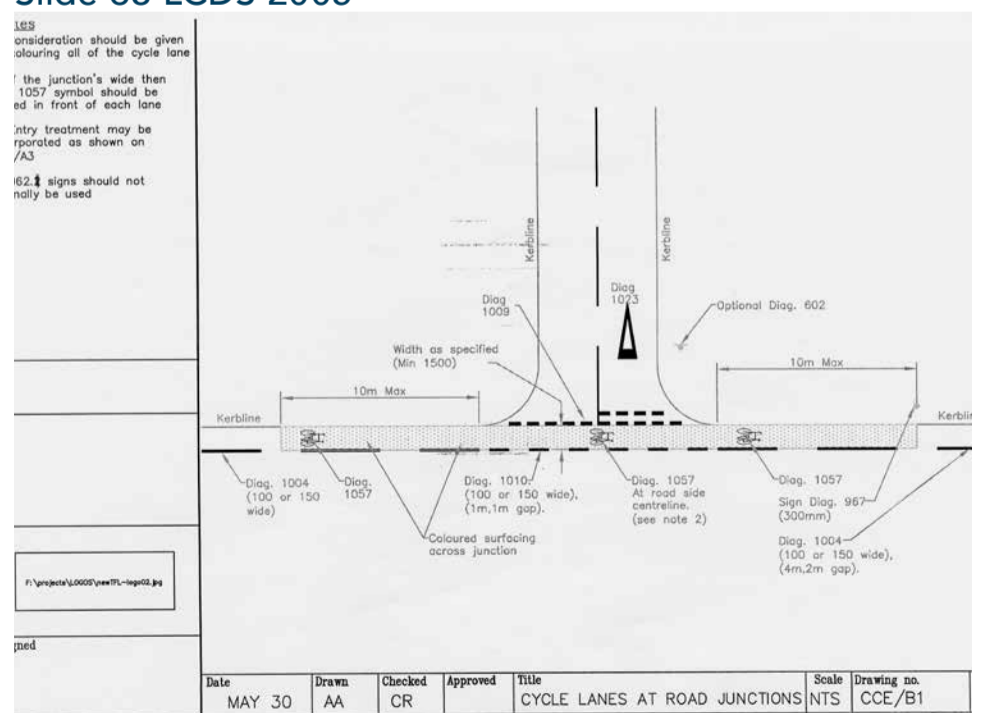 Slide 68 LCDS 2005
onsideration should be given
olouring all of the cycle lane
the junction's wide then
1057 symbol should be
ed in front of each lane
ntry treatment may be
rporated as shown on
/A3
signs should not
nally be used
Kerbline
Kerbline
Diag
1009
Diag
1023
Optional Diag. 602
Width as specified
(Min 1500)
10m Max
10m Max
Kerbline
Diag. 1004
(100 or 150
wide)
Diag.
1057
Diag. 1010
(100 or 150 wide),
(1m,1m gap).
Diag. 1057
At road side
centreline.
(see note 2)
Diag. 1057
Sign Diag. 967
(300mm)
Diag. 1004
(100 or 150 wide),
(4m,2m gap).
Coloured surfacing
across junction
F:\projects\LOGOS\newTFL-logo02.jpg
gned
Date
MAY 30
Drawn
AA
Checked
CR
Approved
Title
CYCLE LANES AT ROAD JUNCTIONS
Scale
NTS
Drawing no.
CCE/B1